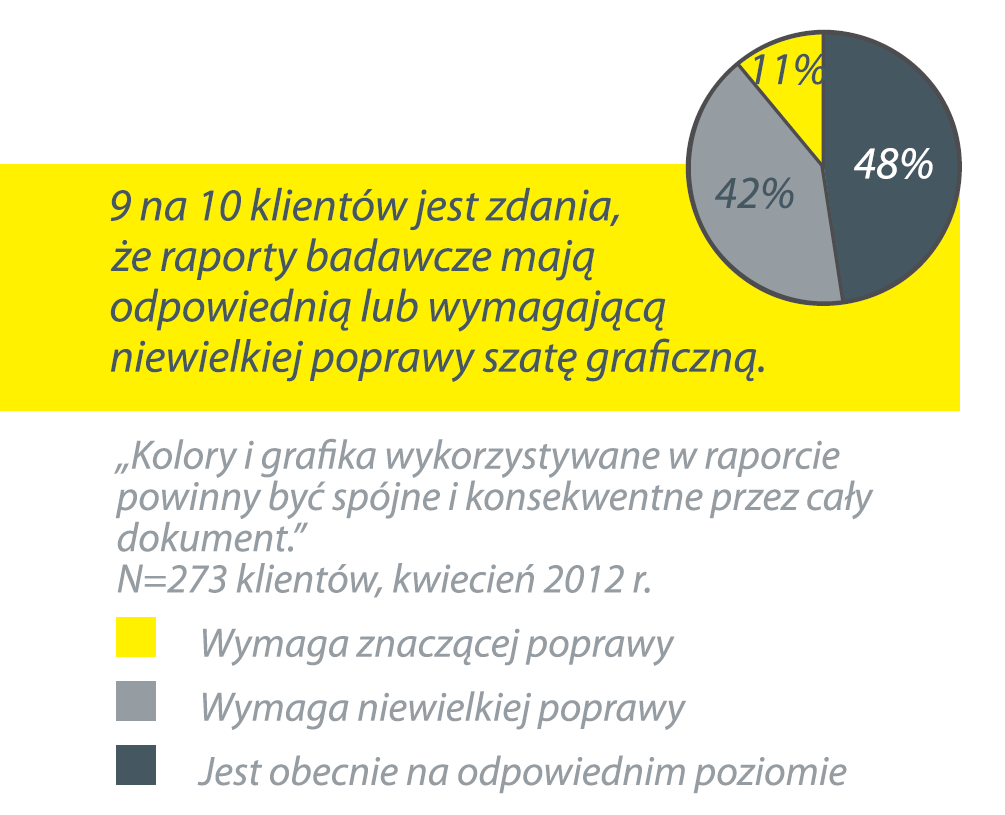 11%
48%
42%
9 na 10 klientów jest zdania,
że raporty badawcze mają
odpowiednią lub wymagającą
niewielkiej poprawy szatę graficzną.
„Kolory i grafika wykorzystywane w raporcie
powinny być spójne i konsekwentne przez cały
dokument.”
N=273 klientów, kwiecień 2012 r.
Wymaga znaczącej poprawy
Wymaga niewielkiej poprawy
Jest obecnie na odpowiednim poziomie